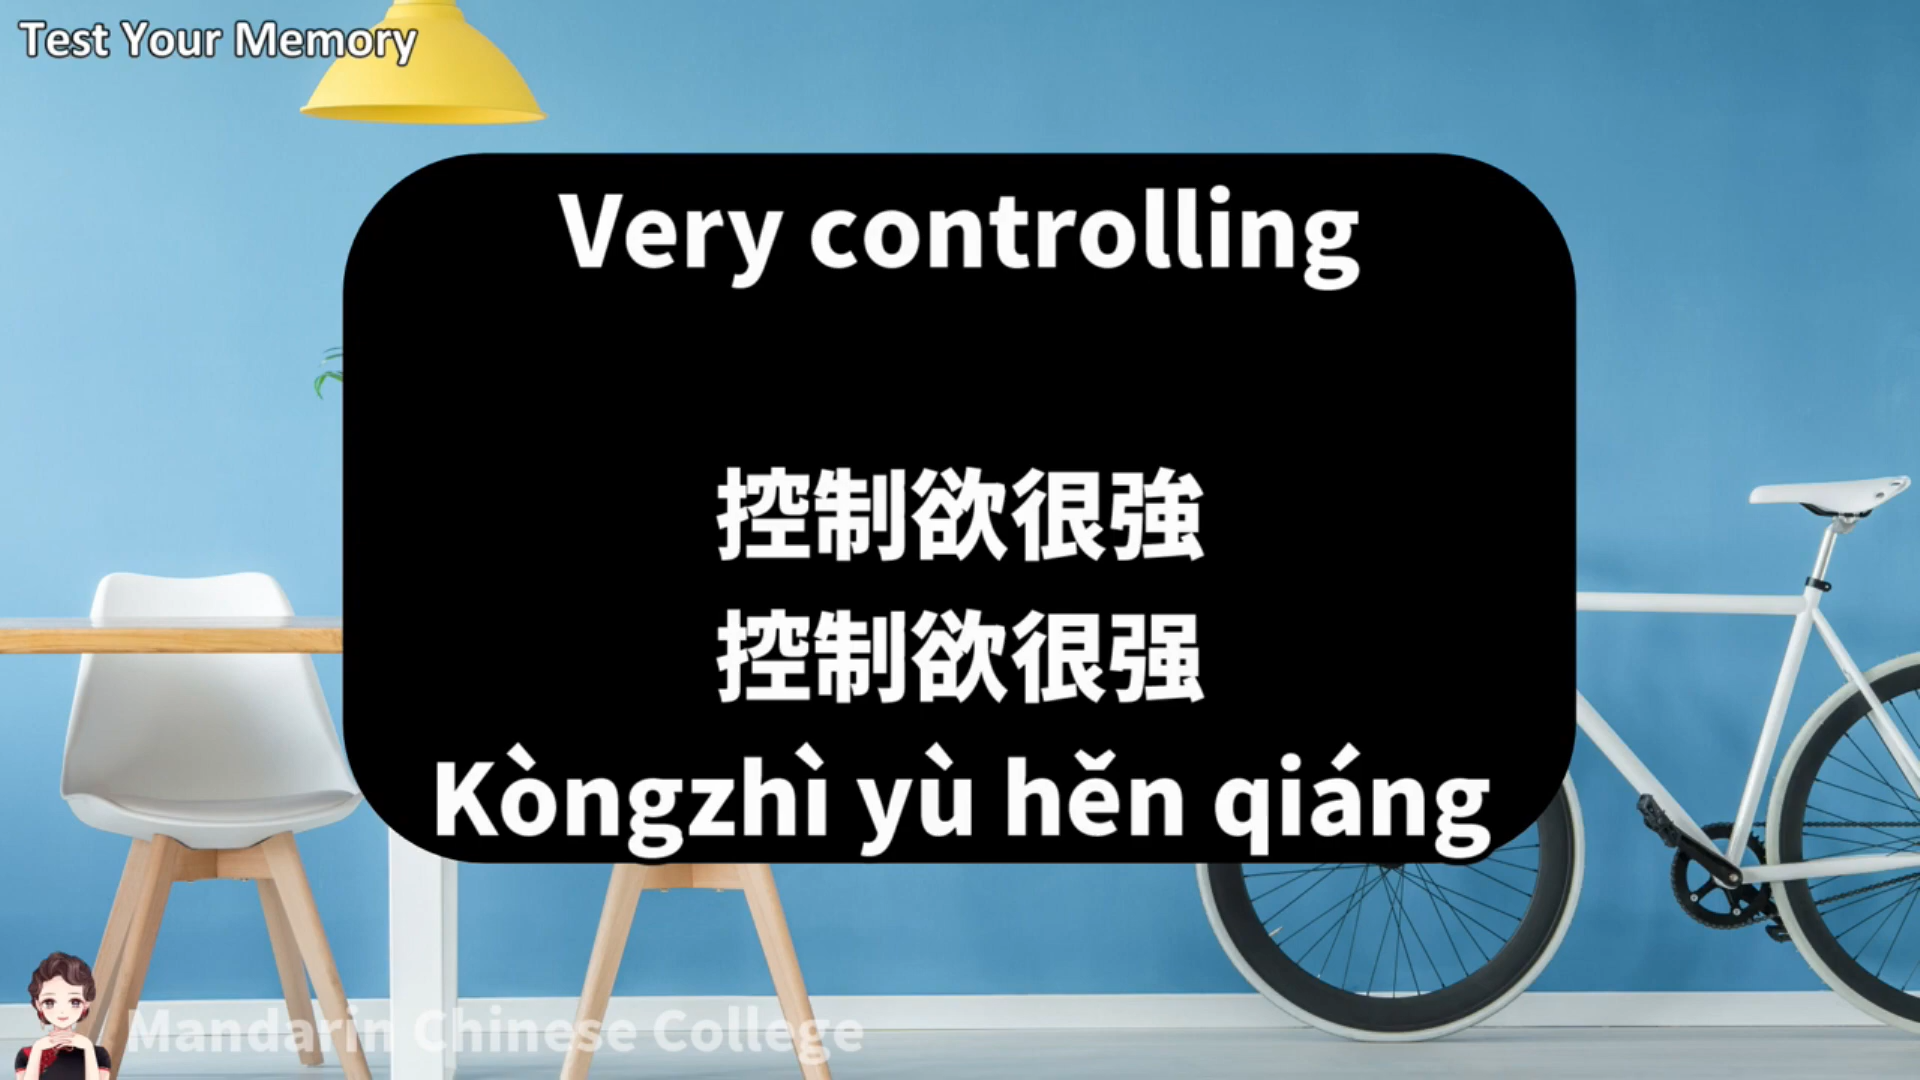 Test Your Memory
Very controlling
控制欲很強
控制欲很强
Kòngzhì yù hěn qiáng
Mandarin Chinese College